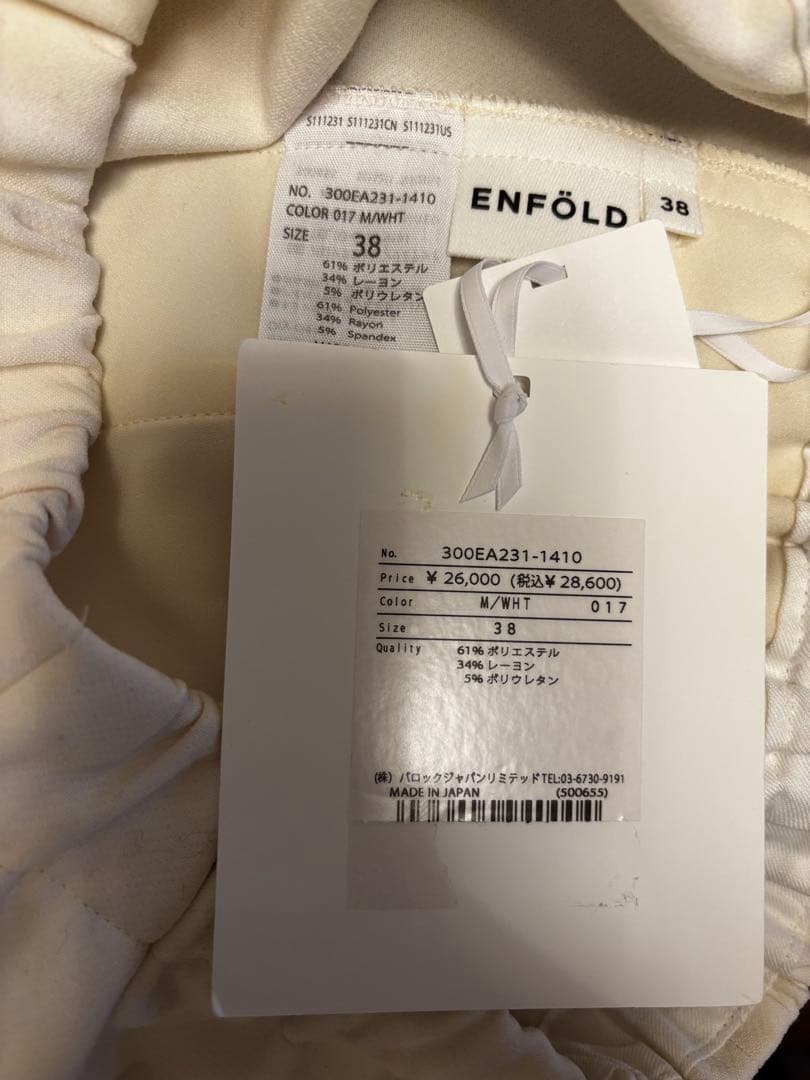 S111231 S111231CN S111231US
NO. 300EA231-1410
COLOR 017 M/WHT
SIZE 38
61% ポリエステル
34% レーヨン
5% ポリウレタン
61% Polyester
34% Rayon
5% Spandex
ENFÖLD
38
No. 300EA231-1410
Price ¥ 26,000 (税込¥ 28,600)
Color M/WHT 017
Size 38
Quality 61% ポリエステル
34% レーヨン
5% ポリウレタン
(株) バロックジャパンリミテッドTEL:03-6730-9191
MADE IN JAPAN (500655)